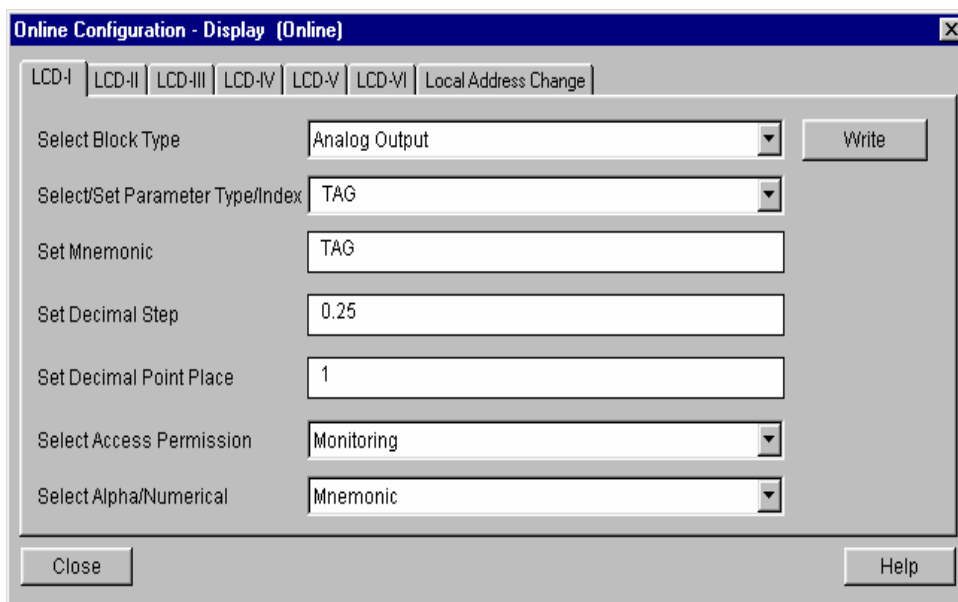 Online Configuration - Display (Online)
LCD-I LCD-II LCD-III LCD-IV LCD-V LCD-VI Local Address Change
Select Block Type Analog Output Write
Select/Set Parameter Type/Index TAG
Set Mnemonic TAG
Set Decimal Step 0.25
Set Decimal Point Place 1
Select Access Permission Monitoring
Select Alpha/Numerical Mnemonic
Close Help